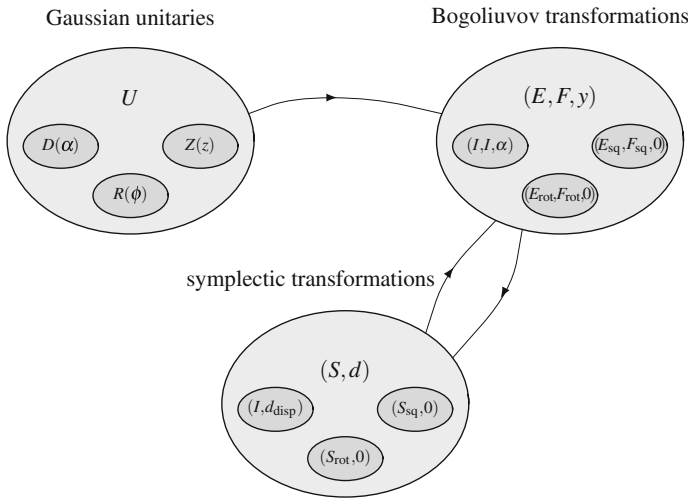 Gaussian unitaries
Bogoliuvov transformations
U
(E, F, y)
D(α)
Z(z)
(I,I,α)
(E_sq,F_sq,0)
R(ϕ)
(E_rot,F_rot,0)
symplectic transformations
(S,d)
(I,d_disp)
(S_sq,0)
(S_rot,0)